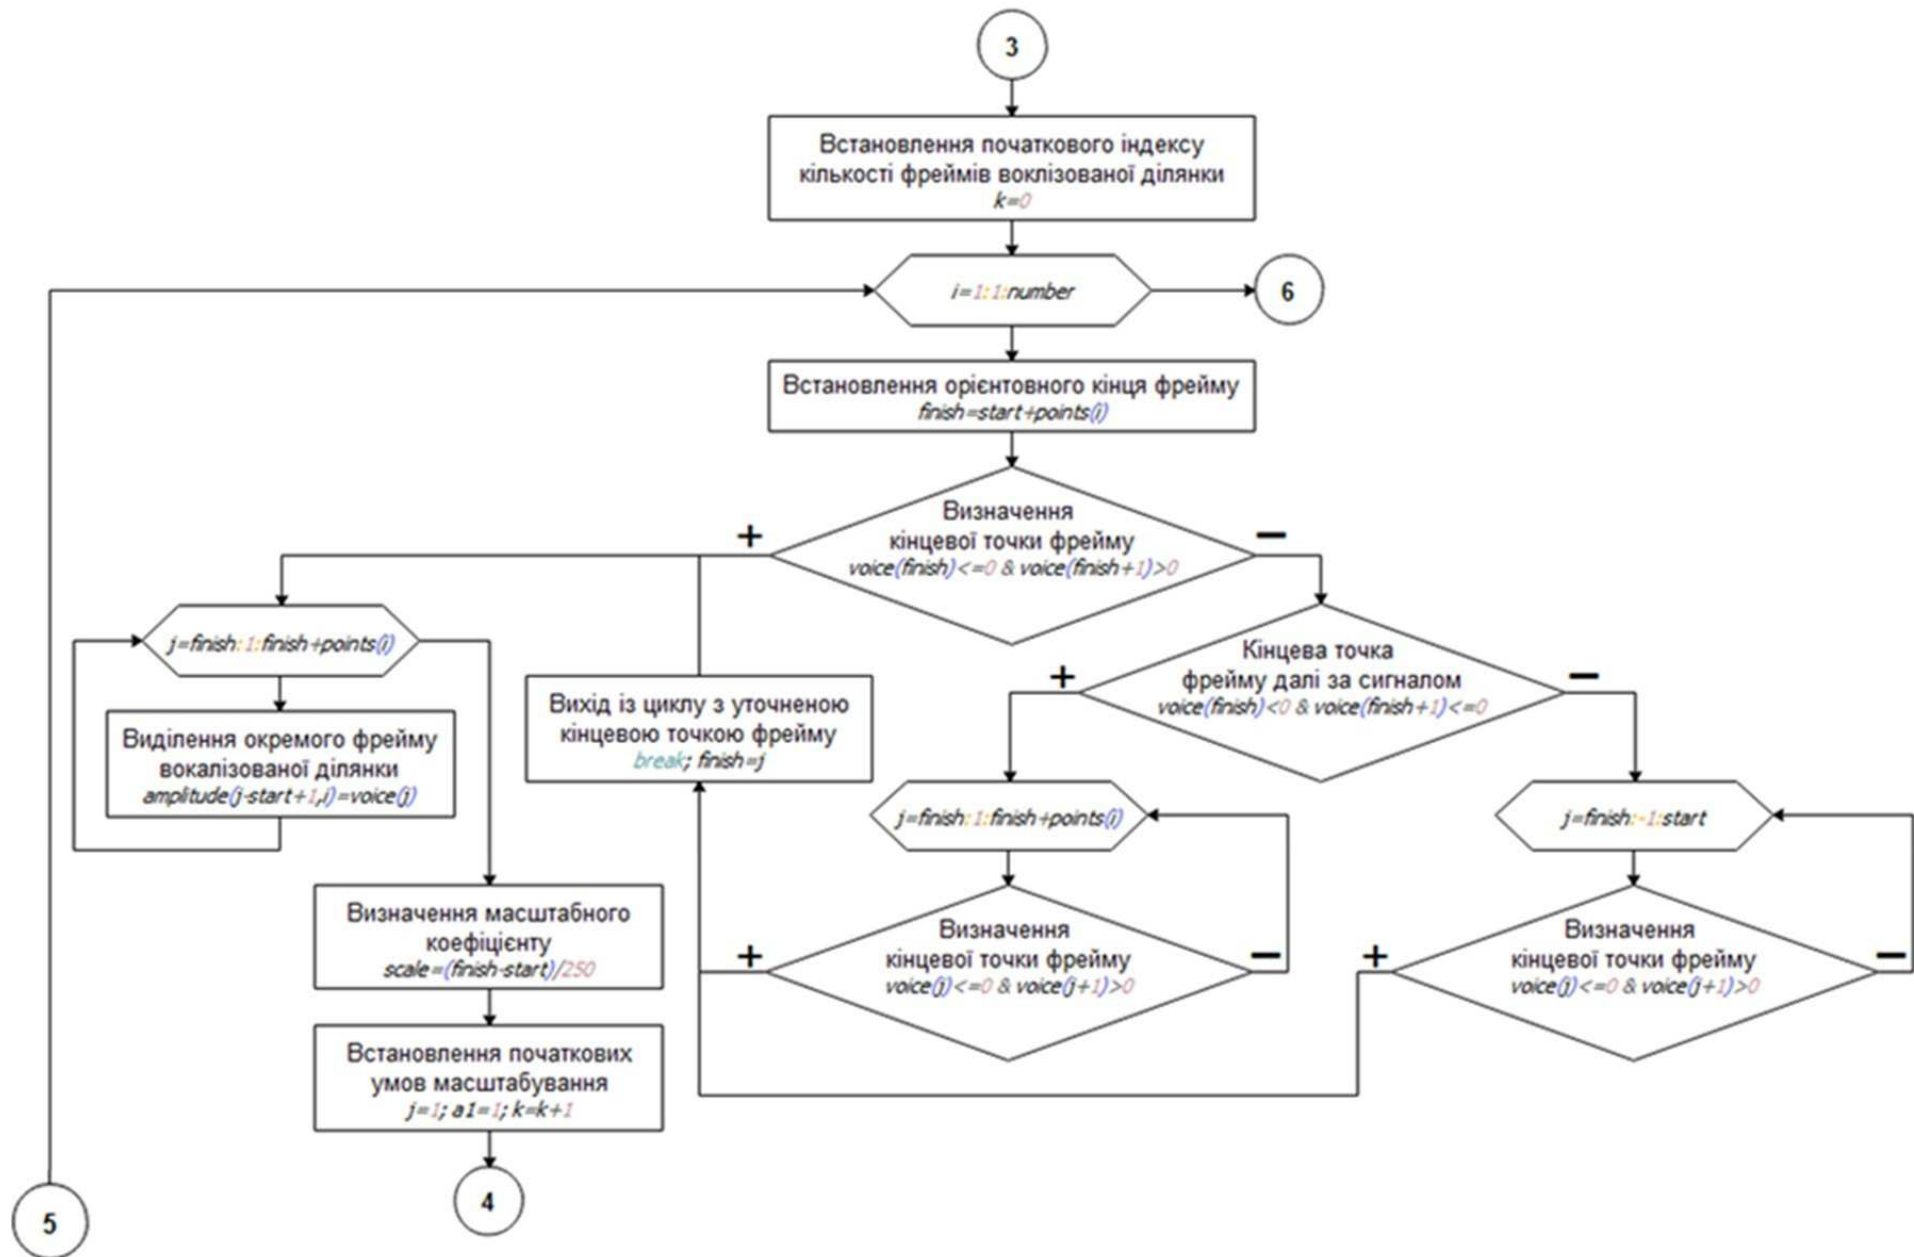 3
Встановлення початкового індексу
кількості фреймів воклізованої ділянки
k=0
i=1:1:number
6
Встановлення орієнтовного кінця фрейму
finish=start+points(i)
Визначення
кінцевої точки фрейму
voice(finish)<=0 & voice(finish+1)>0
+
−
j=finish:1:finish+points(i)
Виділення окремого фрейму
вокалізованої ділянки
amplitude(j-start+1,i)=voice(j)
Вихід із циклу з уточненою
кінцевою точкою фрейму
break; finish=j
Кінцева точка
фрейму далі за сигналом
voice(finish)<0 & voice(finish+1)<=0
+
−
j=finish:1:finish+points(i)
j=finish:-1:start
Визначення масштабного
коефіцієнту
scale=(finish-start)/250
Визначення
кінцевої точки фрейму
voice(j)<=0 & voice(j+1)>0
+
−
Визначення
кінцевої точки фрейму
voice(j)<=0 & voice(j+1)>0
+
−
Встановлення початкових
умов масштабування
j=1; a1=1; k=k+1
4
5